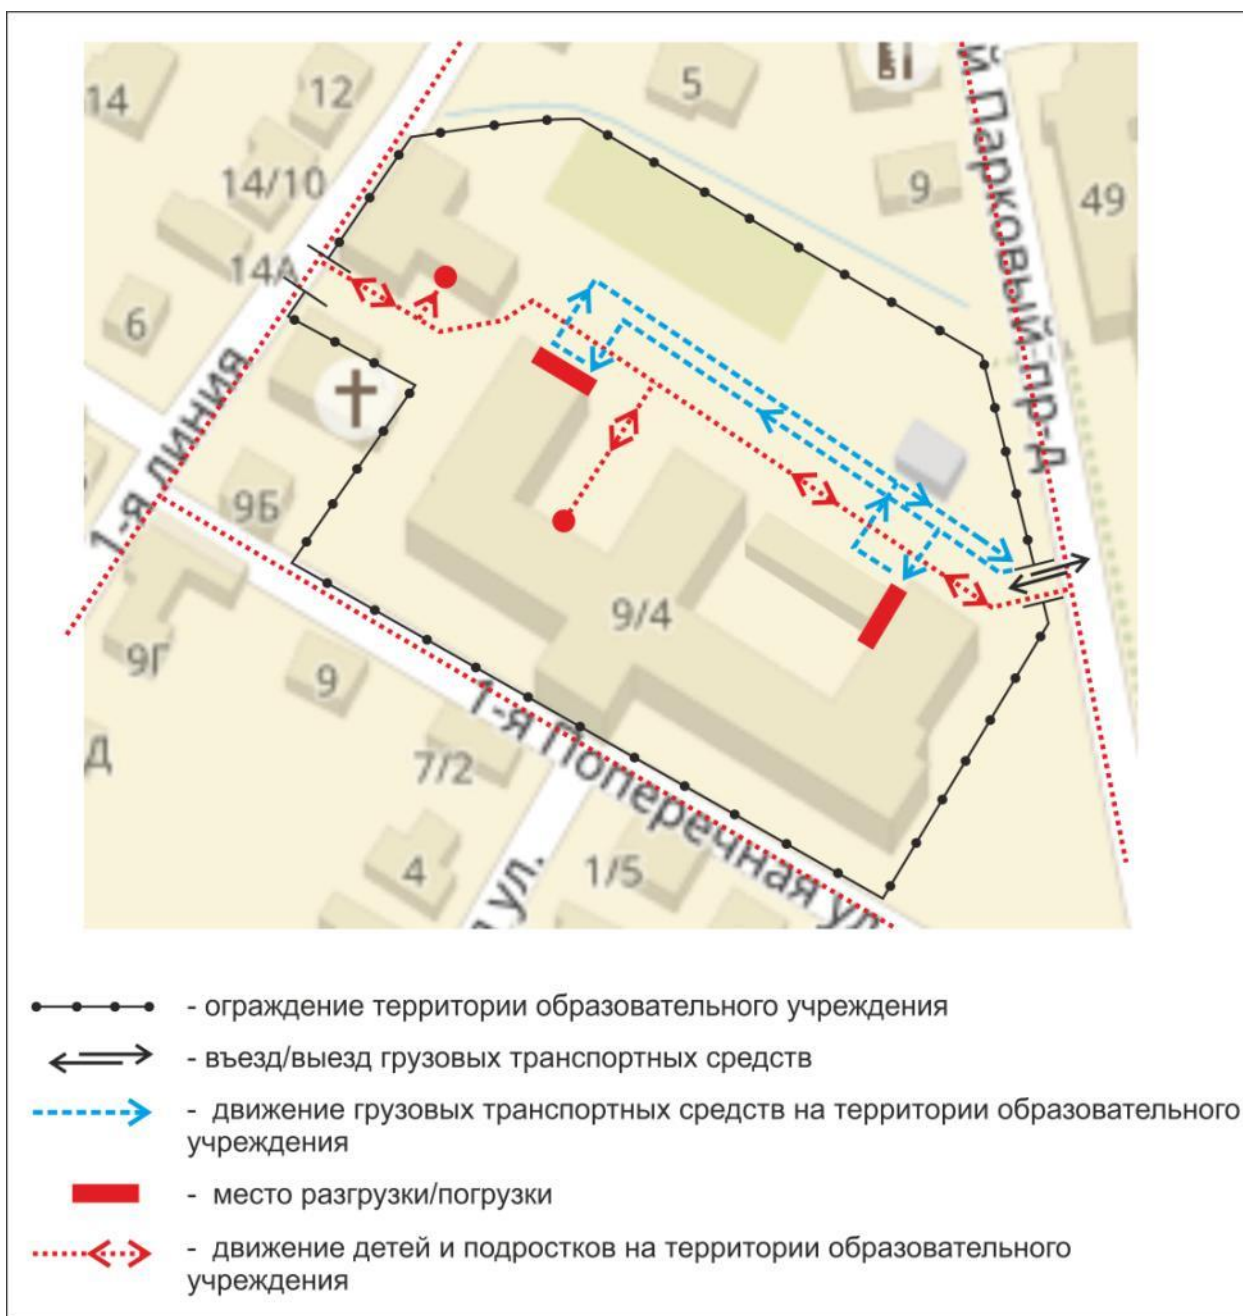 14
12
5
14/10
9
49
й Парковый пр-д
14А
6
1-я линия
9Б
9/4
9Г
9
1-я Поперечная ул
7/2
Д
4
1/5
ул.
- ограждение территории образовательного учреждения
- въезд/выезд грузовых транспортных средств
- движение грузовых транспортных средств на территории образовательного
учреждения
- место разгрузки/погрузки
- движение детей и подростков на территории образовательного
учреждения